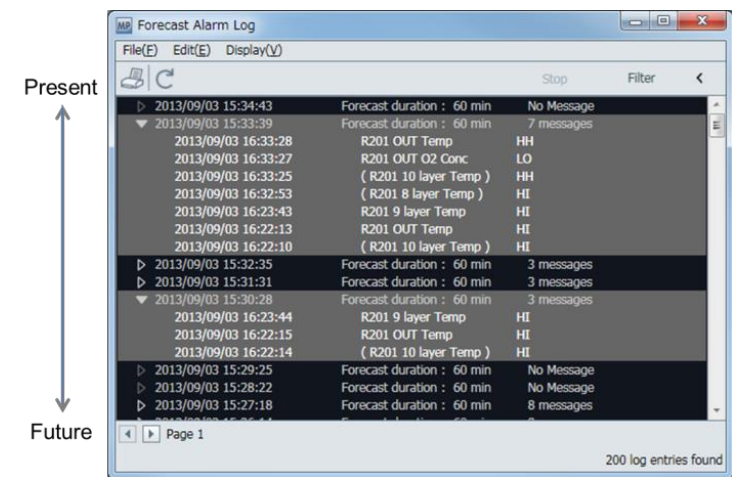 MP Forecast Alarm Log
File(F) Edit(E) Display(V)
Stop Filter <
Present
2013/09/03 15:34:43 Forecast duration : 60 min No Message
2013/09/03 15:33:39 Forecast duration : 60 min 7 messages
2013/09/03 16:33:28 R201 OUT Temp HH
2013/09/03 16:33:27 R201 OUT O2 Conc LO
2013/09/03 16:33:25 ( R201 10 layer Temp ) HH
2013/09/03 16:32:53 ( R201 8 layer Temp ) HI
2013/09/03 16:23:43 R201 9 layer Temp HI
2013/09/03 16:22:13 R201 OUT Temp HI
2013/09/03 16:22:10 ( R201 10 layer Temp ) HI
2013/09/03 15:32:35 Forecast duration : 60 min 3 messages
2013/09/03 15:31:31 Forecast duration : 60 min 3 messages
2013/09/03 15:30:28 Forecast duration : 60 min 3 messages
2013/09/03 16:23:44 R201 9 layer Temp HI
2013/09/03 16:22:15 R201 OUT Temp HI
2013/09/03 16:22:14 ( R201 10 layer Temp ) HI
2013/09/03 15:29:25 Forecast duration : 60 min No Message
2013/09/03 15:28:22 Forecast duration : 60 min No Message
2013/09/03 15:27:18 Forecast duration : 60 min 8 messages
Future
Page 1
200 log entries found